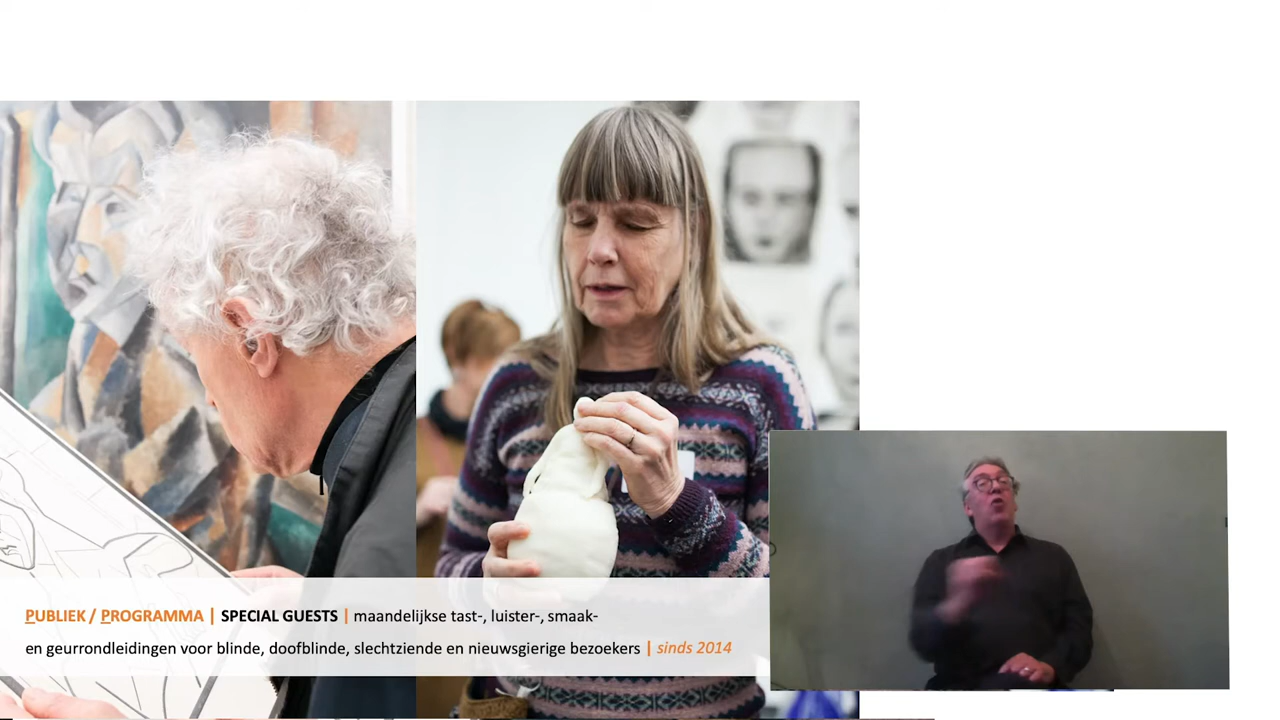 PUBLIEK / PROGRAMMA | SPECIAL GUESTS | maandelijkse tast-, luister-, smaak-
en geurrondleidingen voor blinde, doofblinde, slechtziende en nieuwsgierige bezoekers | sinds 2014